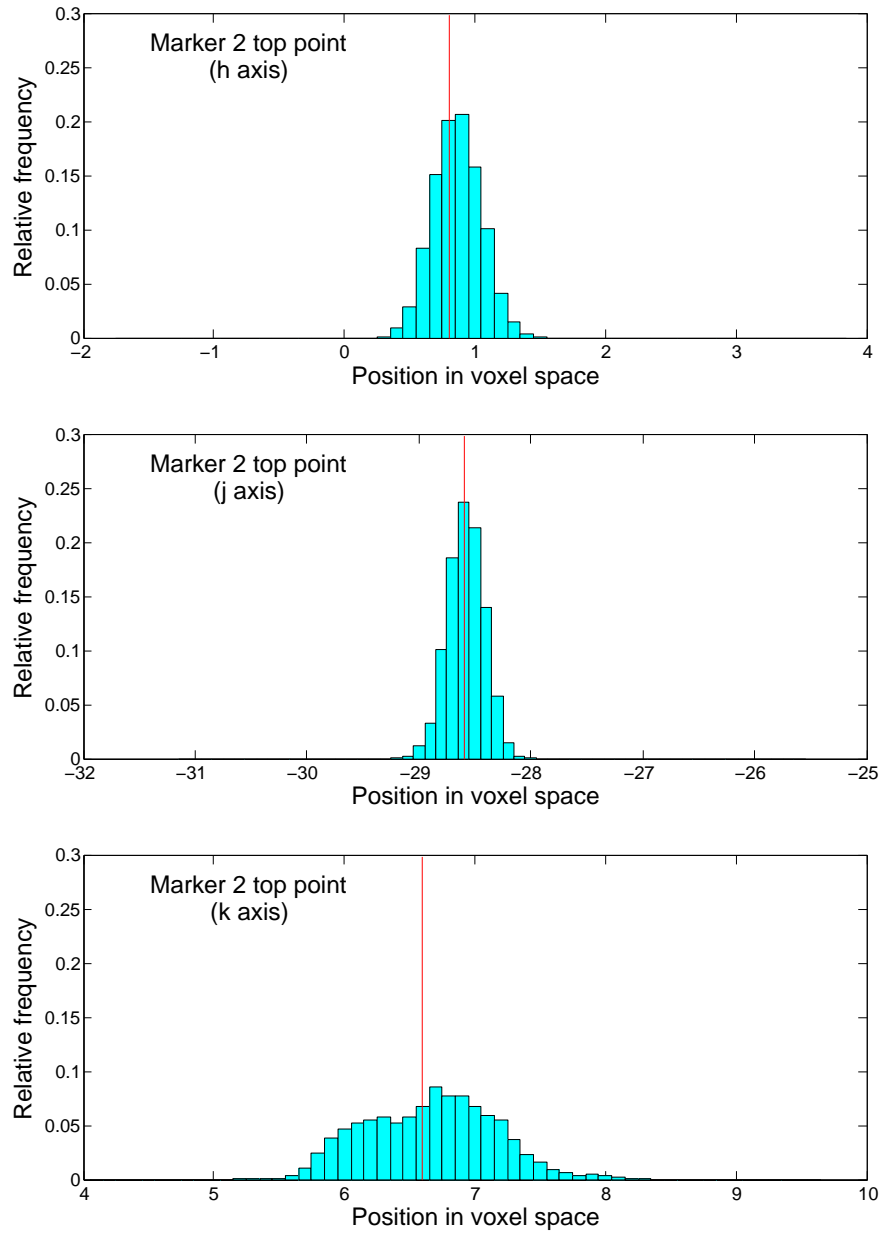 0.3
0.25
0.2
0.15
0.1
0.05
0
Relative frequency
Marker 2 top point
(h axis)
−2 −1 0 1 2 3 4
Position in voxel space
0.3
0.25
0.2
0.15
0.1
0.05
0
Relative frequency
Marker 2 top point
(j axis)
−32 −31 −30 −29 −28 −27 −26 −25
Position in voxel space
0.3
0.25
0.2
0.15
0.1
0.05
0
Relative frequency
Marker 2 top point
(k axis)
4 5 6 7 8 9 10
Position in voxel space